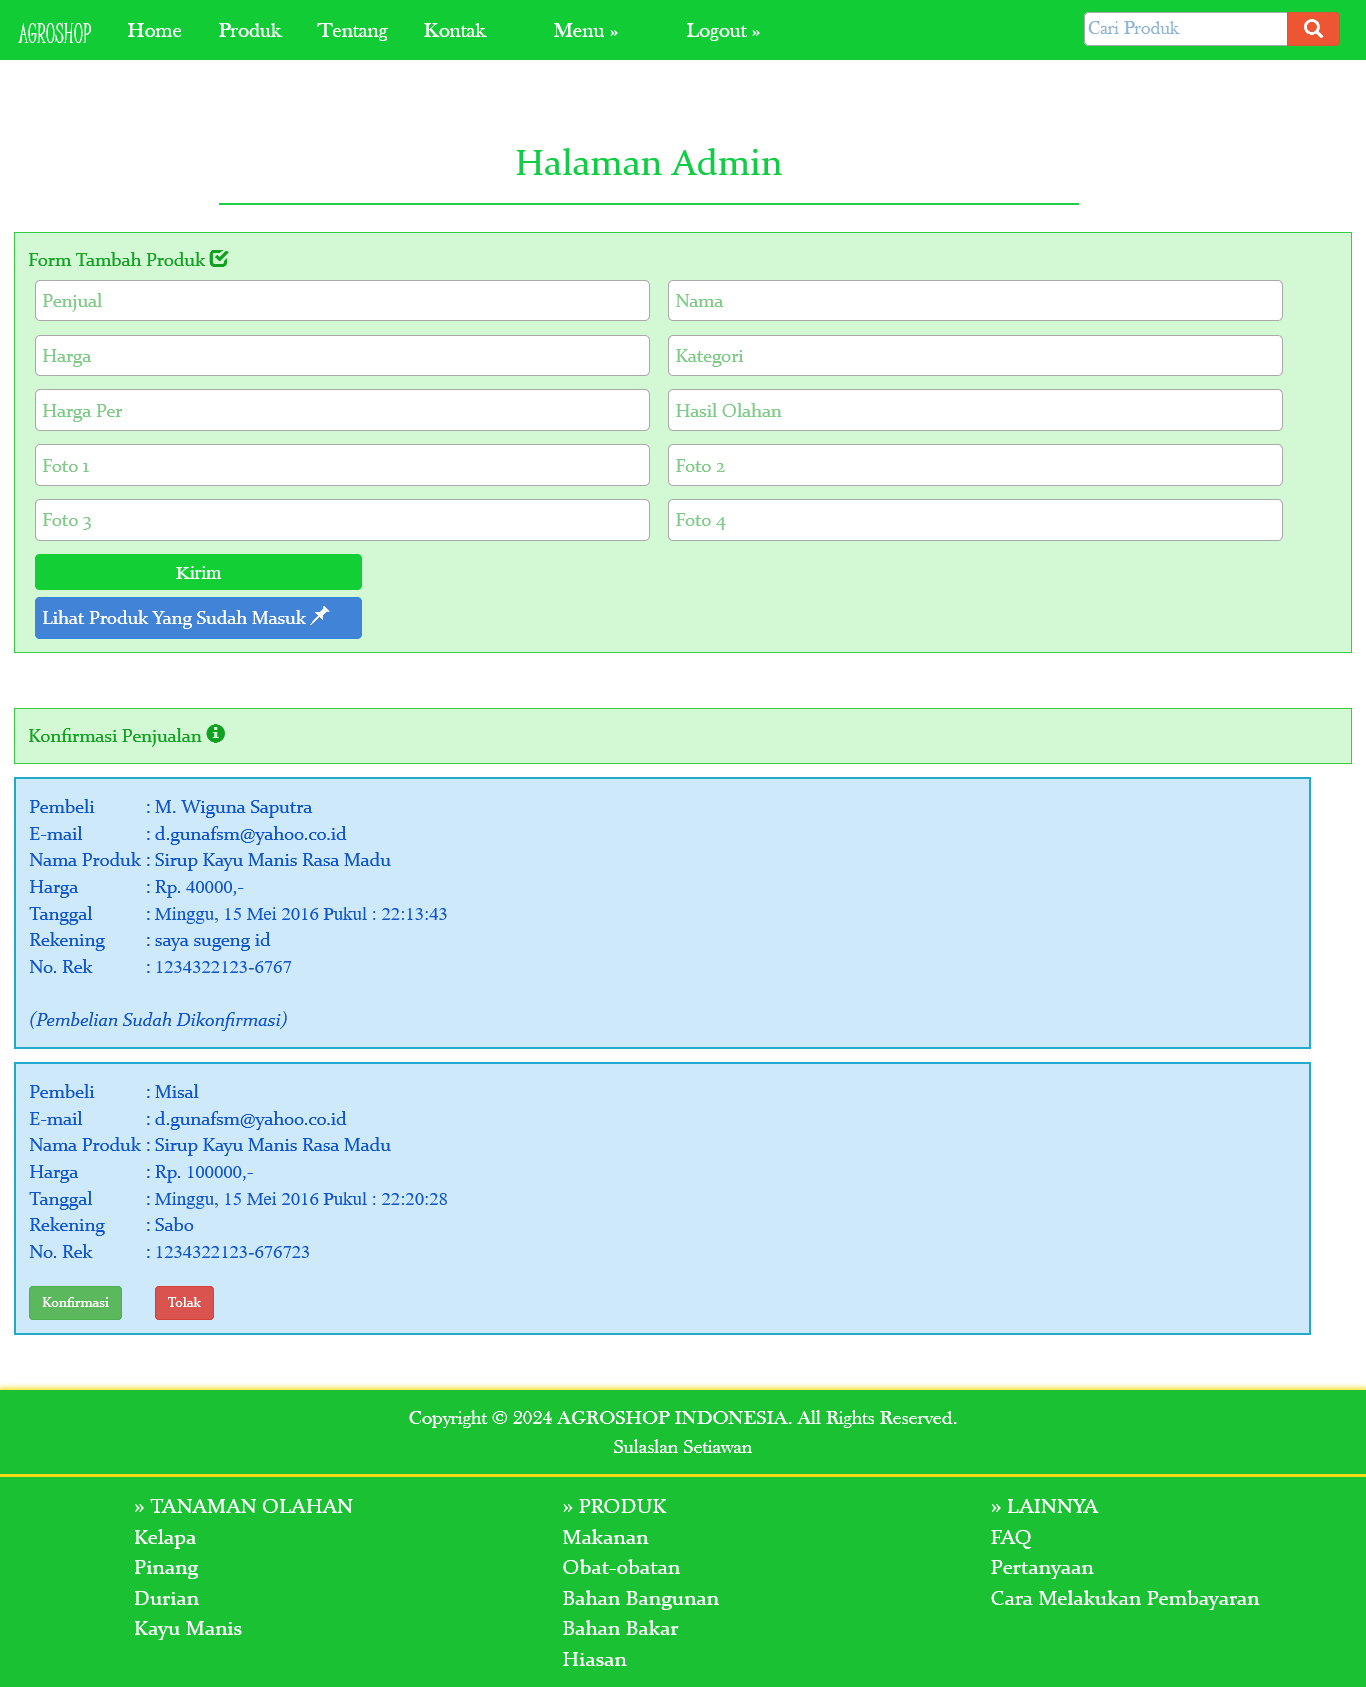 AGROSHOP Home Produk Tentang Kontak Menu » Logout » Cari Produk
Halaman Admin
Form Tambah Produk
Penjual Nama
Harga Kategori
Harga Per Hasil Olahan
Foto 1 Foto 2
Foto 3 Foto 4
Kirim
Lihat Produk Yang Sudah Masuk
Konfirmasi Penjualan
Pembeli : M. Wiguna Saputra
E-mail : d.gunafsm@yahoo.co.id
Nama Produk : Sirup Kayu Manis Rasa Madu
Harga : Rp. 40000,-
Tanggal : Minggu, 15 Mei 2016 Pukul : 22:13:43
Rekening : saya sugeng id
No. Rek : 1234322123-6767
(Pembelian Sudah Dikonfirmasi)
Pembeli : Misal
E-mail : d.gunafsm@yahoo.co.id
Nama Produk : Sirup Kayu Manis Rasa Madu
Harga : Rp. 100000,-
Tanggal : Minggu, 15 Mei 2016 Pukul : 22:20:28
Rekening : Sabo
No. Rek : 1234322123-676723
Konfirmasi Tolak
Copyright © 2024 AGROSHOP INDONESIA. All Rights Reserved.
Sulaslan Setiawan
» TANAMAN OLAHAN
Kelapa
Pinang
Durian
Kayu Manis
» PRODUK
Makanan
Obat-obatan
Bahan Bangunan
Bahan Bakar
Hiasan
» LAINNYA
FAQ
Pertanyaan
Cara Melakukan Pembayaran